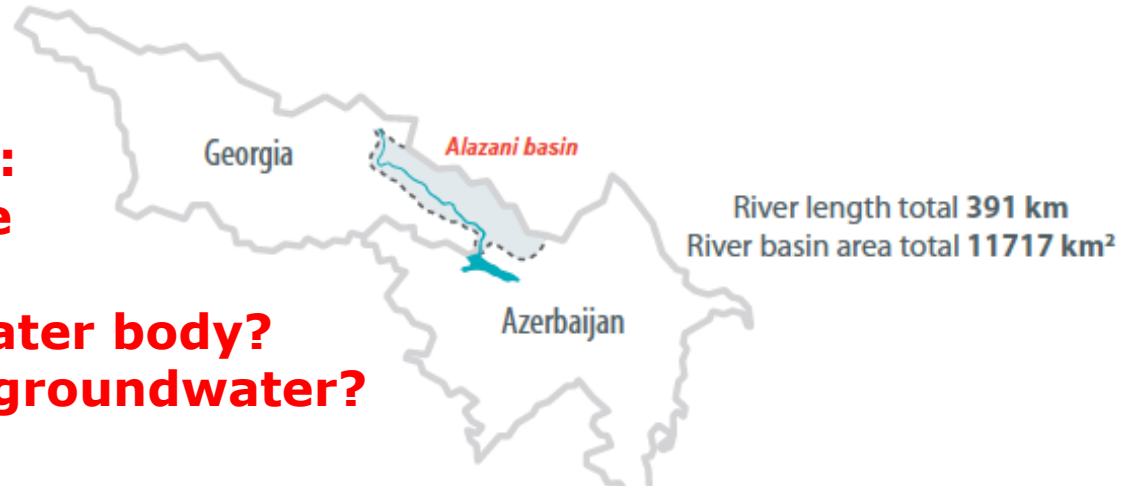 :
e
ater body?
groundwater?
Georgia
Alazani basin
Azerbaijan
River length total 391 km
River basin area total 11717 km²